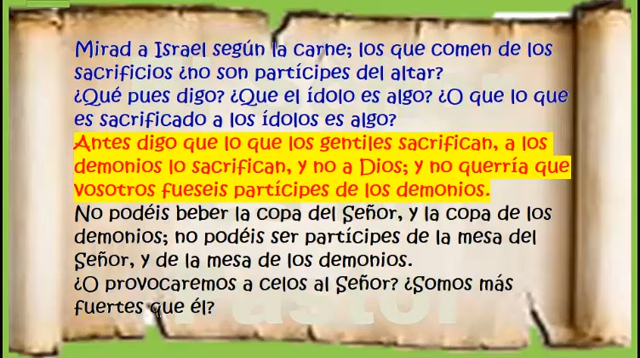 Mirad a Israel según la carne; los que comen de los
sacrificios ¿no son partícipes del altar?
¿Qué pues digo? ¿Que el ídolo es algo? ¿O que lo que
es sacrificado a los ídolos es algo?
Antes digo que lo que los gentiles sacrifican, a los
demonios lo sacrifican, y no a Dios; y no querría que
vosotros fueseis partícipes de los demonios.
No podéis beber la copa del Señor, y la copa de los
demonios; no podéis ser partícipes de la mesa del
Señor, y de la mesa de los demonios.
¿O provocaremos a celos al Señor? ¿Somos más
fuertes que él?